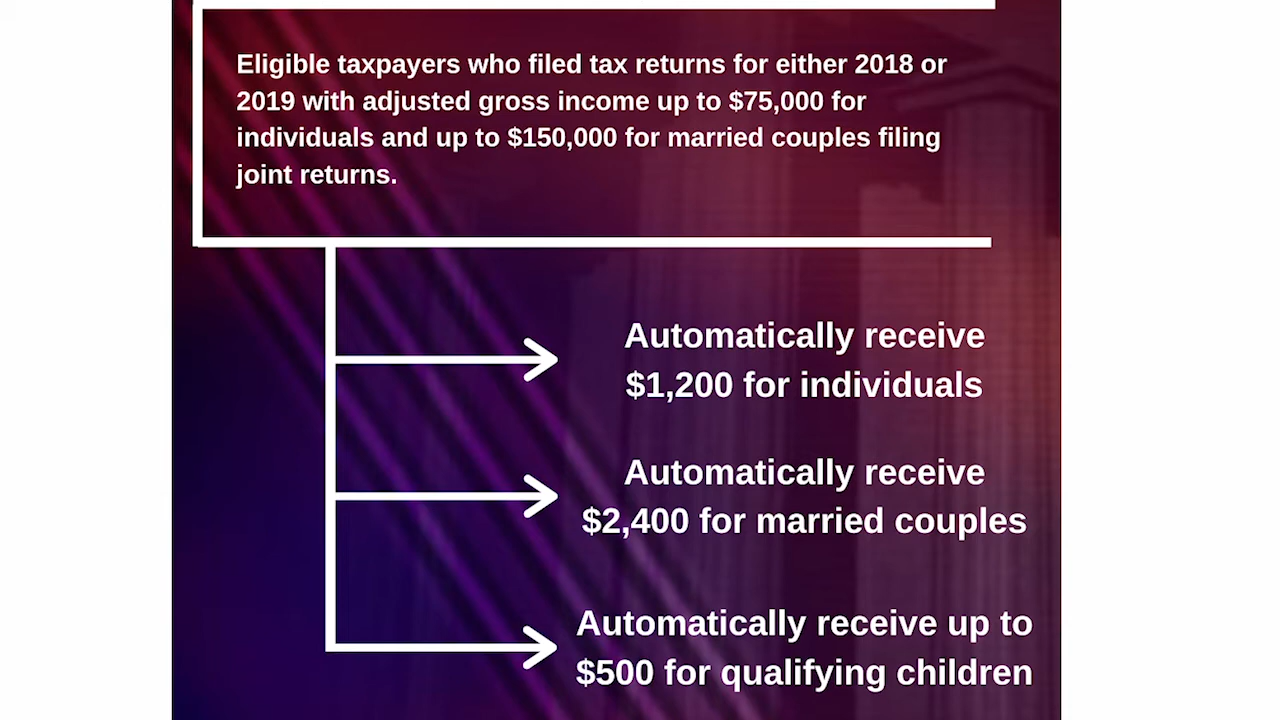 Eligible taxpayers who filed tax returns for either 2018 or
2019 with adjusted gross income up to $75,000 for
individuals and up to $150,000 for married couples filing
joint returns.
Automatically receive
$1,200 for individuals
Automatically receive
$2,400 for married couples
Automatically receive up to
$500 for qualifying children